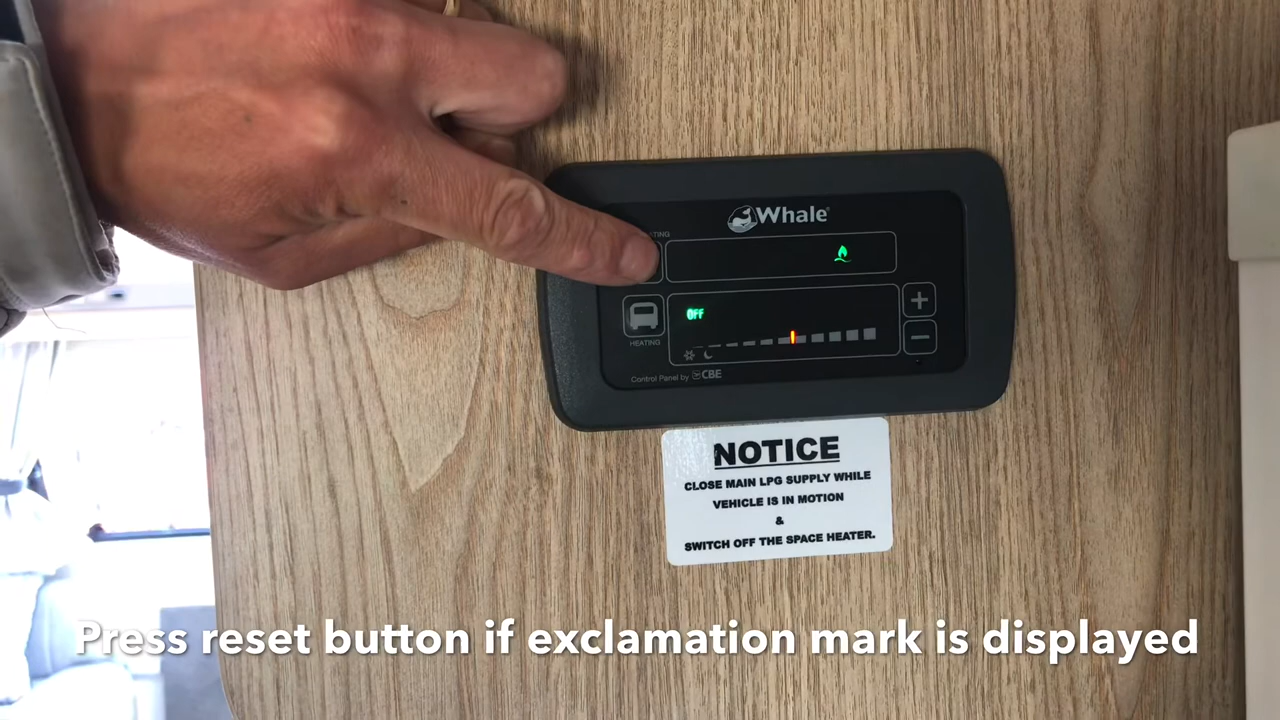 Whale®
OFF
HEATING
Control Panel by CBE
NOTICE
CLOSE MAIN LPG SUPPLY WHILE
VEHICLE IS IN MOTION
&
SWITCH OFF THE SPACE HEATER.
Press reset button if exclamation mark is displayed